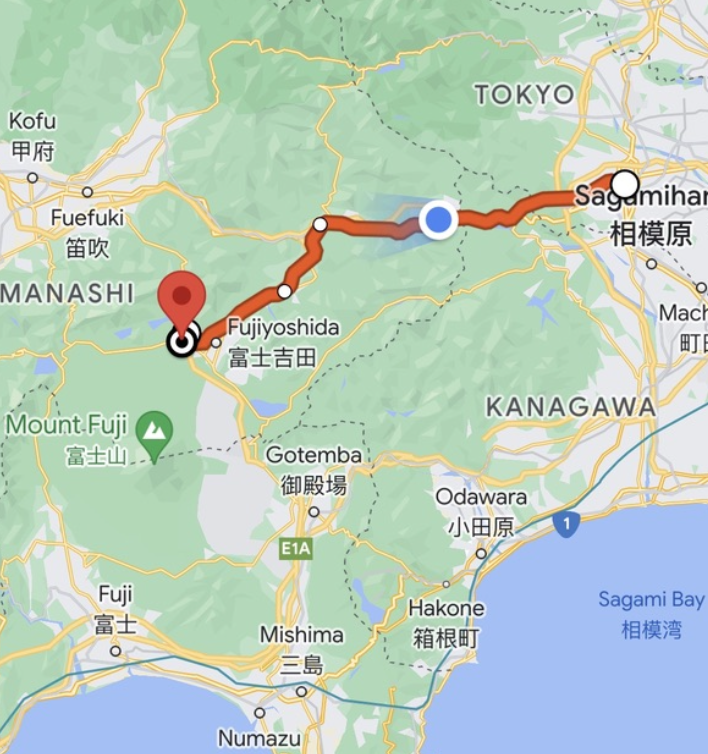 TOKYO
Kofu
甲府
Sagamihar
相模原
Fuefuki
笛吹
MANASHI
Mach
町
Fujiyoshida
富士吉田
KANAGAWA
Mount Fuji
富士山
Gotemba
御殿場
Odawara
小田原
1
E1A
Fuji
富士
Hakone
箱根町
Sagami Bay
相模湾
Mishima
三島
Numazu